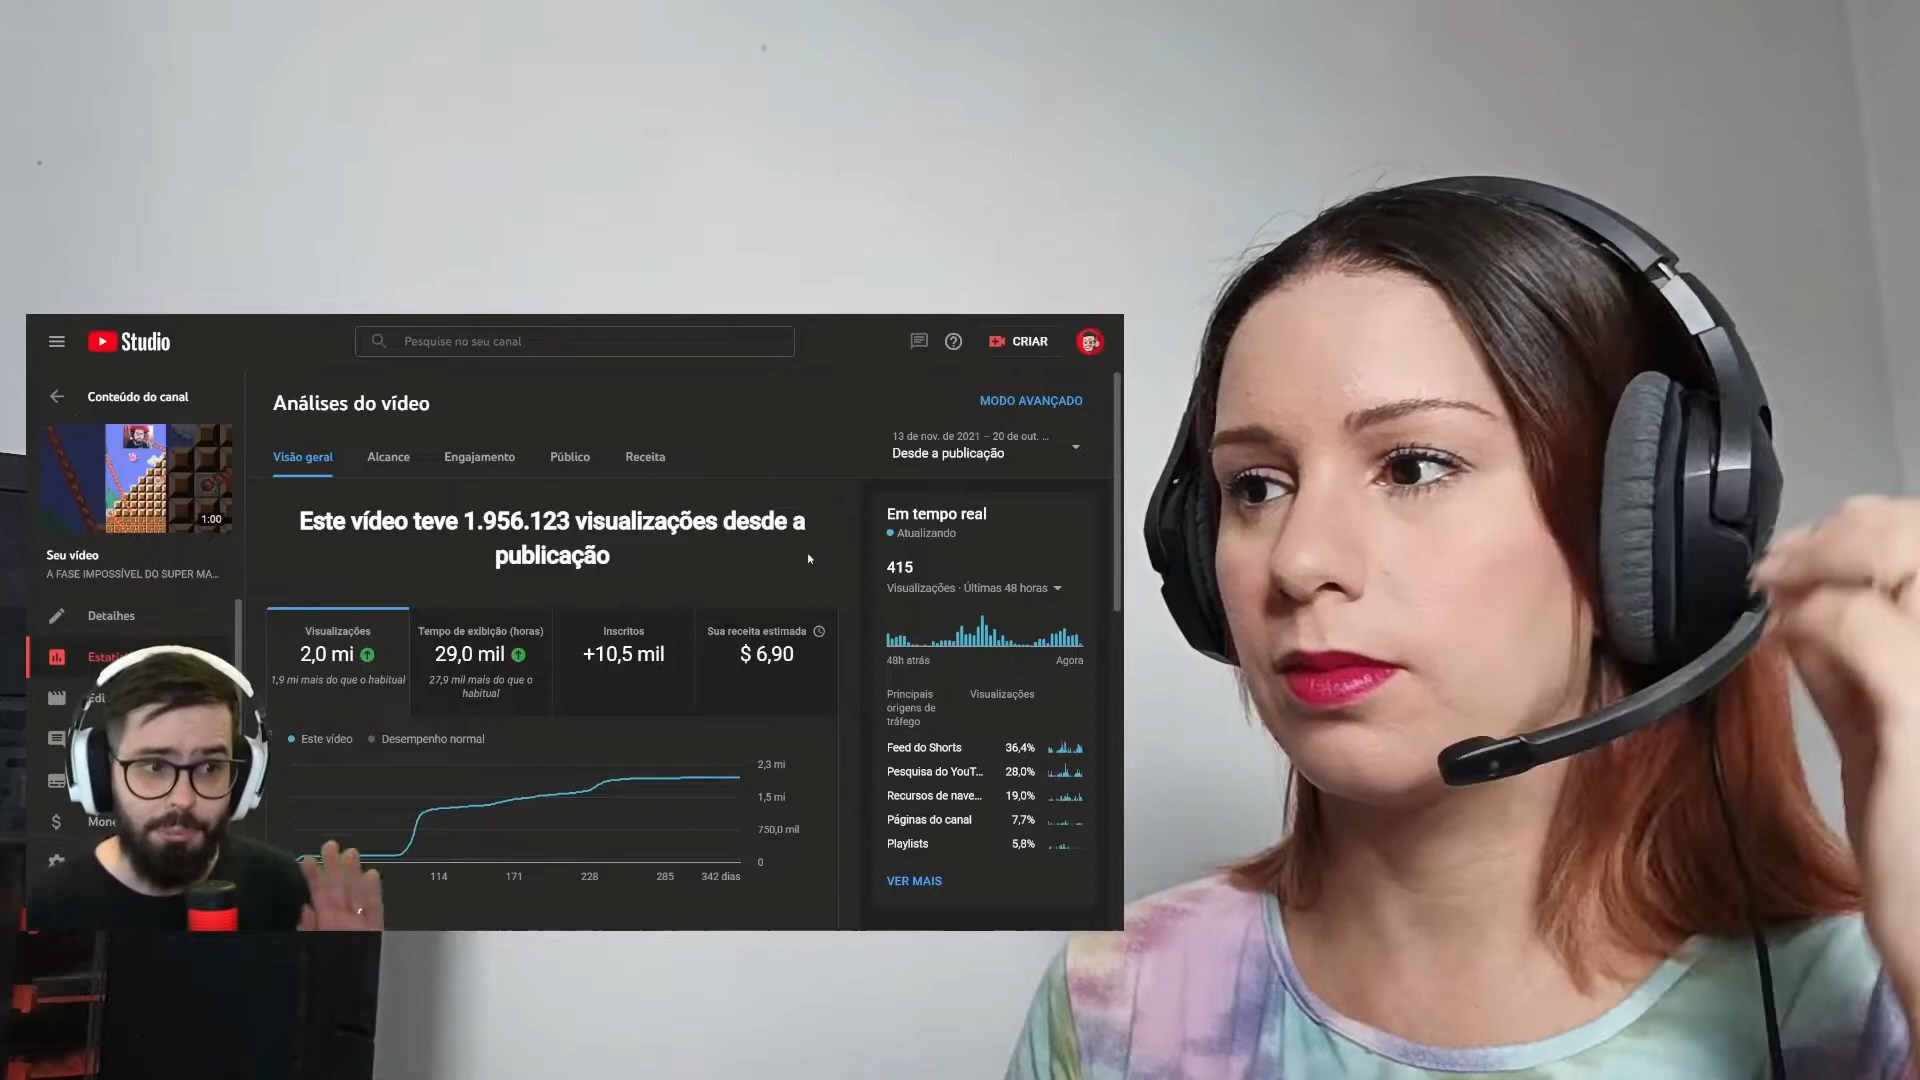 Studio
Pesquise no seu canal
CRIAR
Conteúdo do canal
1:00
Seu vídeo
A FASE IMPOSSÍVEL DO SUPER MA...
Detalhes
Análises do vídeo
MODO AVANÇADO
13 de nov. de 2021 – 20 de out. ...
Desde a publicação
Visão geral
Alcance
Engajamento
Público
Receita
Este vídeo teve 1.956.123 visualizações desde a
publicação
Visualizações
2,0 mi
1,9 mi mais do que o habitual
Tempo de exibição (horas)
29,0 mil
27,9 mil mais do que o
habitual
Inscritos
+10,5 mil
Sua receita estimada
$ 6,90
Este vídeo
Desempenho normal
2,3 mi
1,5 mi
750,0 mil
0
114
171
228
285
342 dias
Em tempo real
Atualizando
415
Visualizações · Últimas 48 horas
48h atrás
Agora
Principais
origens de
tráfego
Visualizações
Feed do Shorts 36,4%
Pesquisa do YouT... 28,0%
Recursos de nave... 19,0%
Páginas do canal 7,7%
Playlists 5,8%
VER MAIS